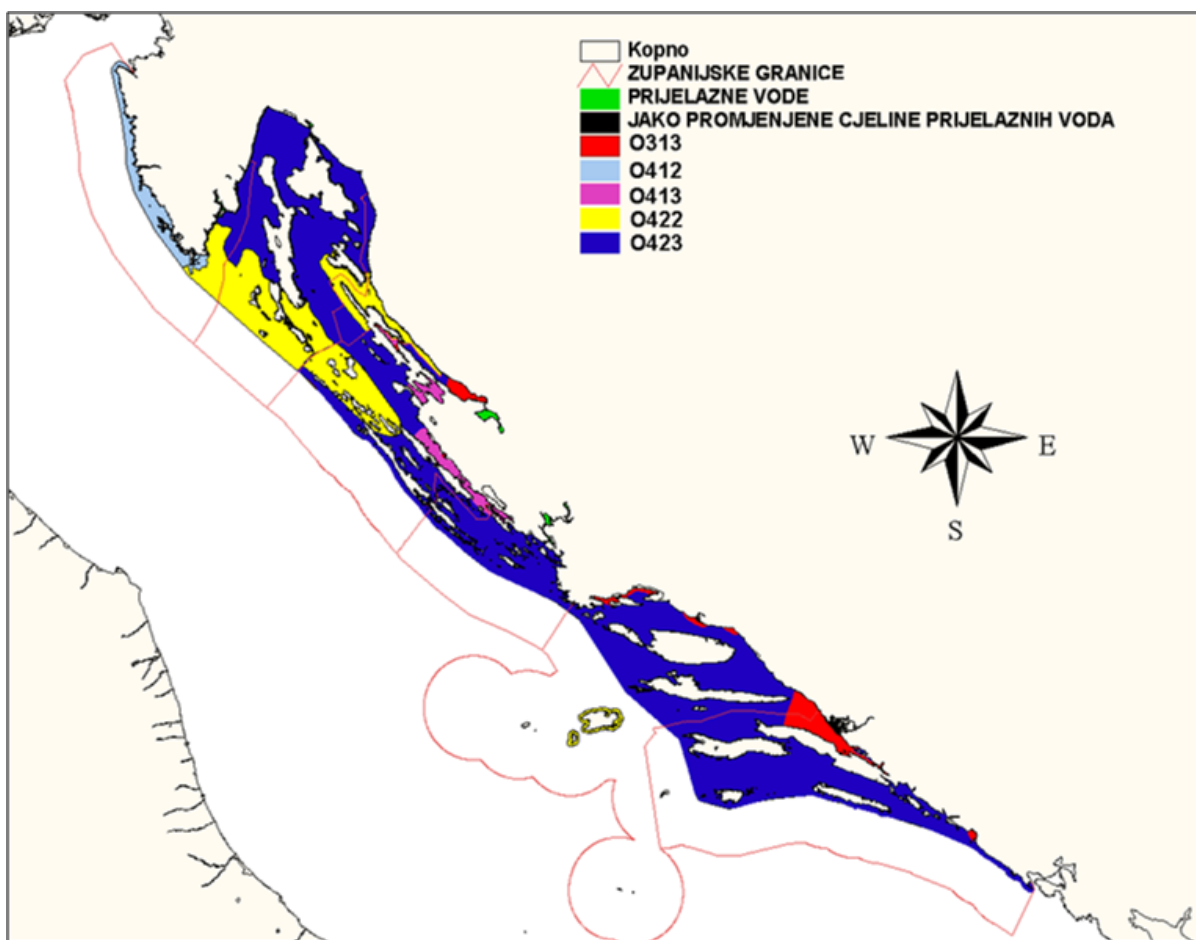 Kopno
ZUPANIJSKE GRANICE
PRIJELAZNE VODE
JAKO PROMJENJENE CJELINE PRIJELAZNIH VODA
O313
O412
O413
O422
O423
W E
S